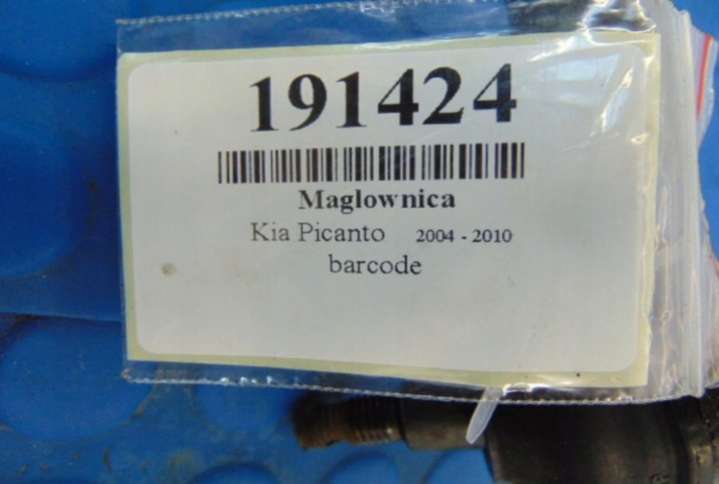 191424
Maglownica
Kia Picanto 2004 - 2010
barcode